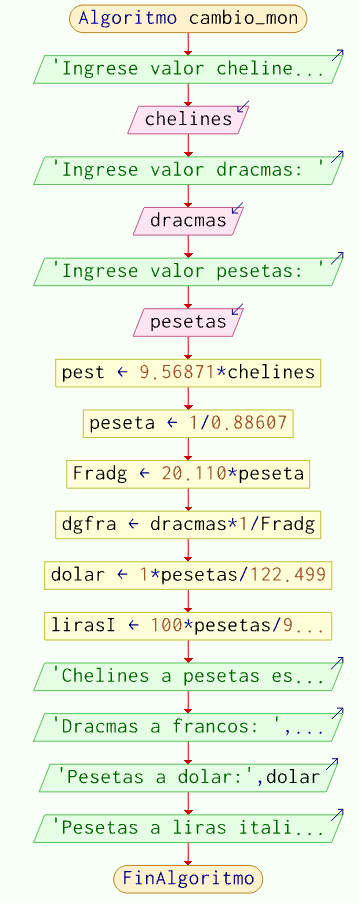 Algoritmo cambio_mon
'Ingrese valor cheline...
chelines
'Ingrese valor dracmas: '
dracmas
'Ingrese valor pesetas: '
pesetas
pest ← 9.56871*chelines
peseta ← 1/0.88607
Fradg ← 20.110*peseta
dgfra ← dracmas*1/Fradg
dolar ← 1*pesetas/122.499
lirasI ← 100*pesetas/9...
'Chelines a pesetas es...
'Dracmas a francos: ',...
'Pesetas a dolar:',dolar
'Pesetas a liras itali...
FinAlgoritmo